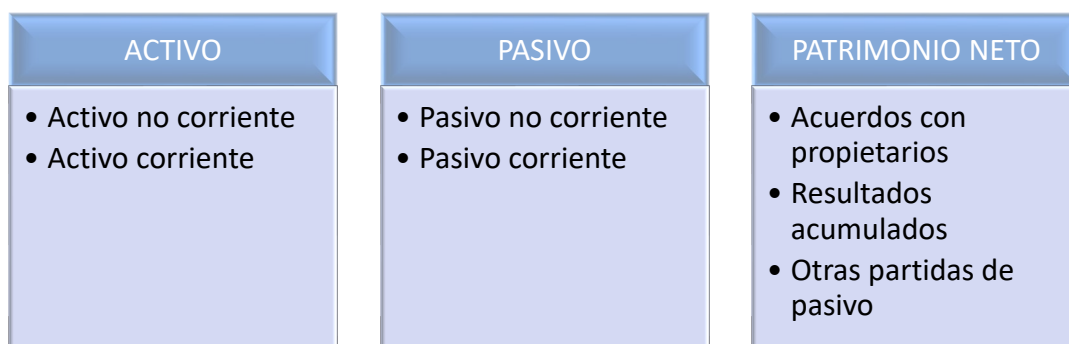 ACTIVO
• Activo no corriente
• Activo corriente
PASIVO
• Pasivo no corriente
• Pasivo corriente
PATRIMONIO NETO
• Acuerdos con
propietarios
• Resultados
acumulados
• Otras partidas de
pasivo